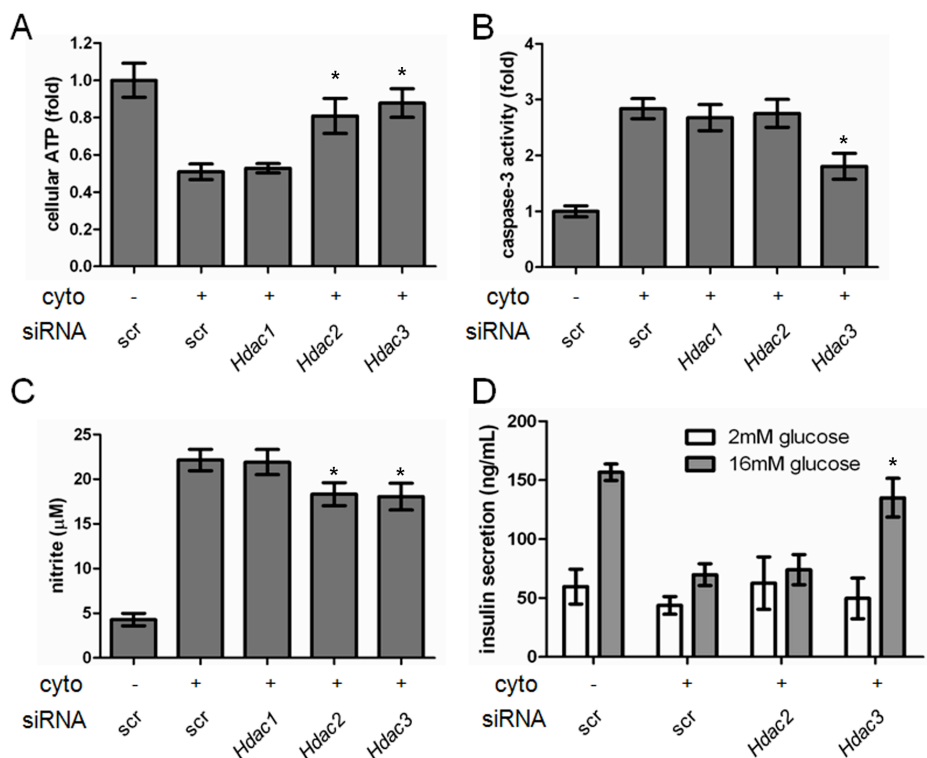 A
cellular ATP (fold)
1.2
1.0
0.8
0.6
0.4
0.2
0.0
* *
cyto - + + + +
siRNA scr scr Hdac1 Hdac2 Hdac3
B
caspase-3 activity (fold)
4
3
2
1
0
*
cyto - + + + +
siRNA scr scr Hdac1 Hdac2 Hdac3
C
nitrite (μM)
25
20
15
10
5
0
* *
cyto - + + + +
siRNA scr scr Hdac1 Hdac2 Hdac3
D
insulin secretion (ng/mL)
200
150
100
50
0
2mM glucose
16mM glucose
*
cyto - + + +
siRNA scr scr Hdac2 Hdac3